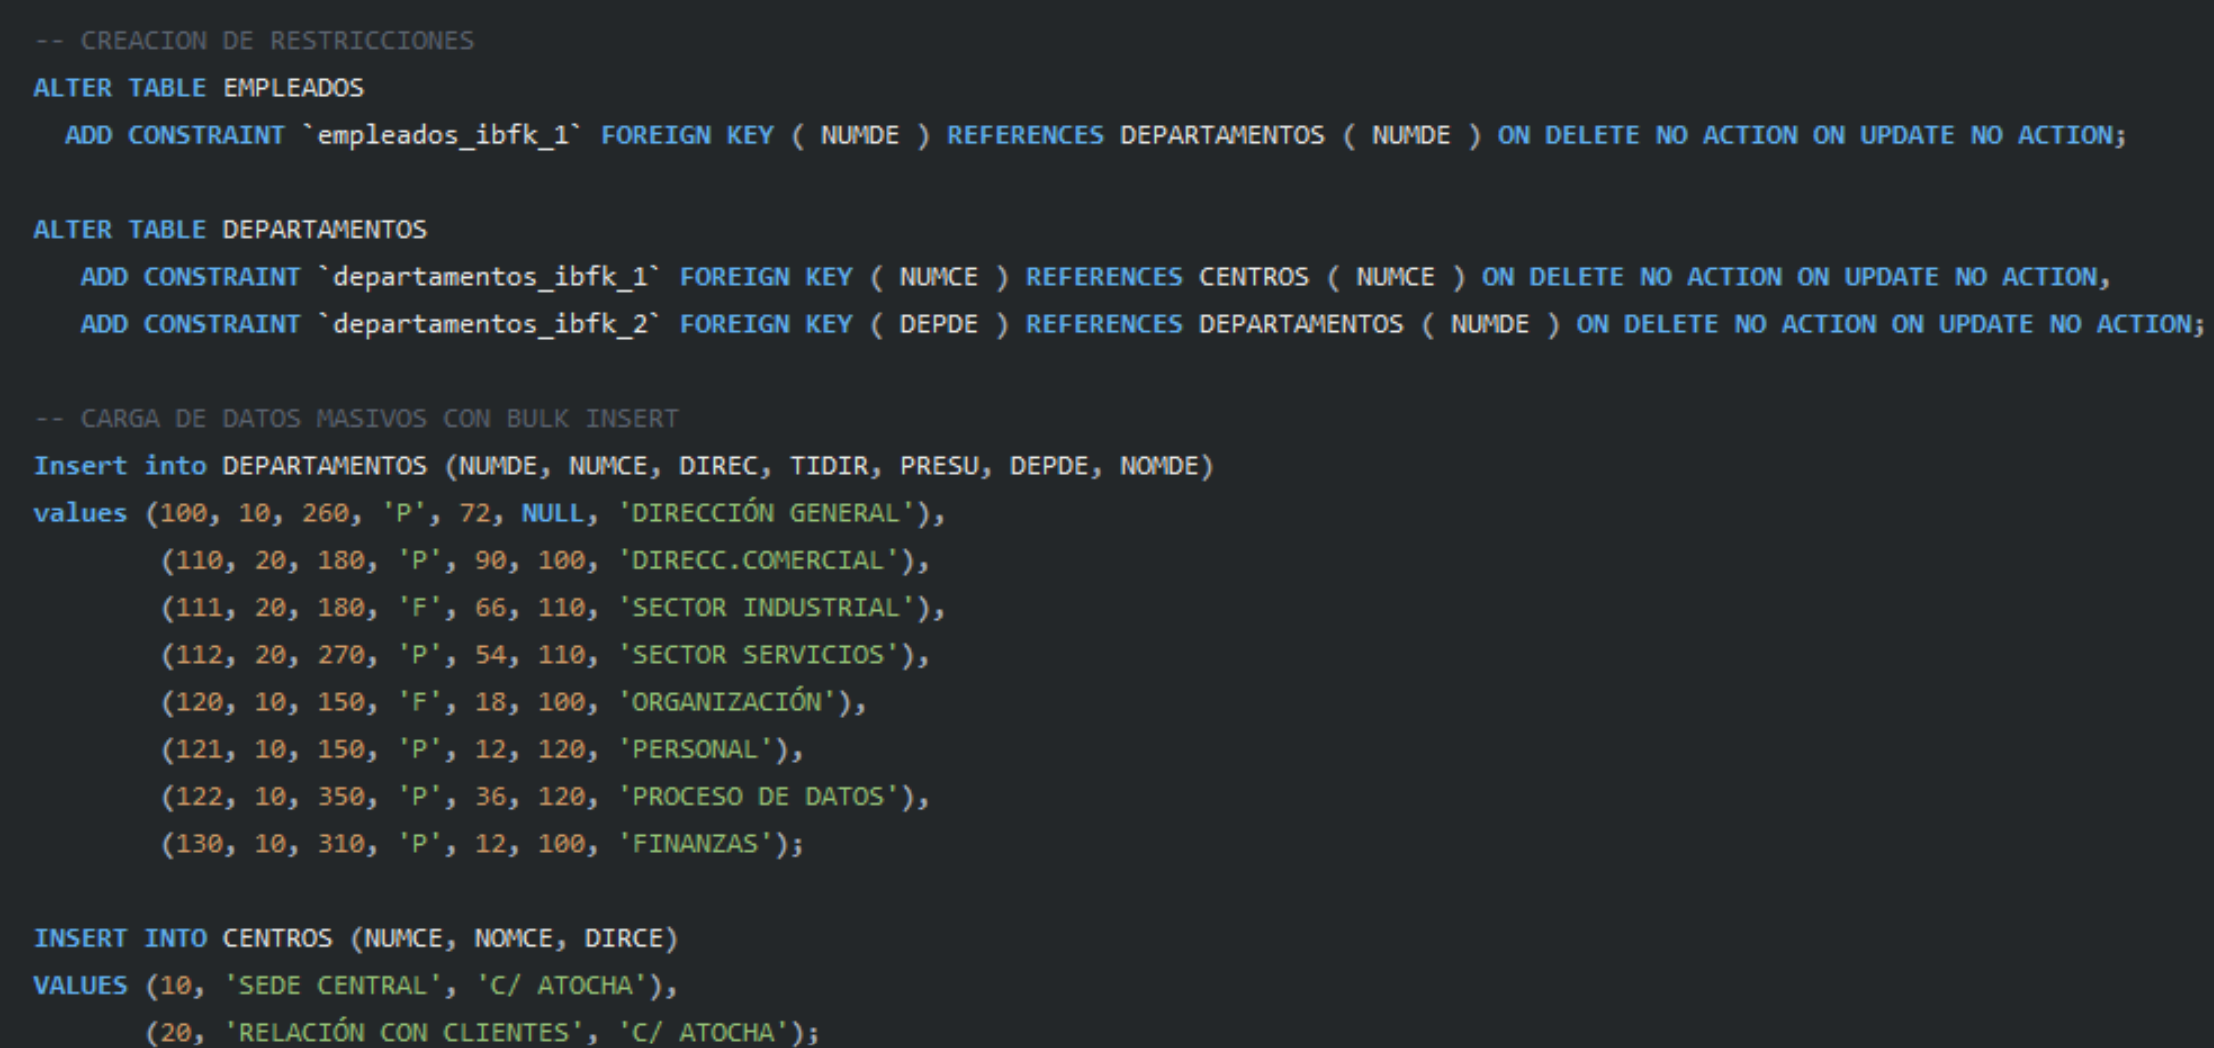 -- CREACION DE RESTRICCIONES
ALTER TABLE EMPLEADOS
  ADD CONSTRAINT `empleados_ibfk_1` FOREIGN KEY ( NUMDE ) REFERENCES DEPARTAMENTOS ( NUMDE ) ON DELETE NO ACTION ON UPDATE NO ACTION;

ALTER TABLE DEPARTAMENTOS
   ADD CONSTRAINT `departamentos_ibfk_1` FOREIGN KEY ( NUMCE ) REFERENCES CENTROS ( NUMCE ) ON DELETE NO ACTION ON UPDATE NO ACTION,
   ADD CONSTRAINT `departamentos_ibfk_2` FOREIGN KEY ( DEPDE ) REFERENCES DEPARTAMENTOS ( NUMDE ) ON DELETE NO ACTION ON UPDATE NO ACTION;

-- CARGA DE DATOS MASIVOS CON BULK INSERT
Insert into DEPARTAMENTOS (NUMDE, NUMCE, DIREC, TIDIR, PRESU, DEPDE, NOMDE)
values (100, 10, 260, 'P', 72, NULL, 'DIRECCIÓN GENERAL'),
        (110, 20, 180, 'P', 90, 100, 'DIRECC.COMERCIAL'),
        (111, 20, 180, 'F', 66, 110, 'SECTOR INDUSTRIAL'),
        (112, 20, 270, 'P', 54, 110, 'SECTOR SERVICIOS'),
        (120, 10, 150, 'F', 18, 100, 'ORGANIZACIÓN'),
        (121, 10, 150, 'P', 12, 120, 'PERSONAL'),
        (122, 10, 350, 'P', 36, 120, 'PROCESO DE DATOS'),
        (130, 10, 310, 'P', 12, 100, 'FINANZAS');

INSERT INTO CENTROS (NUMCE, NOMCE, DIRCE)
VALUES (10, 'SEDE CENTRAL', 'C/ ATOCHA'),
       (20, 'RELACIÓN CON CLIENTES', 'C/ ATOCHA');